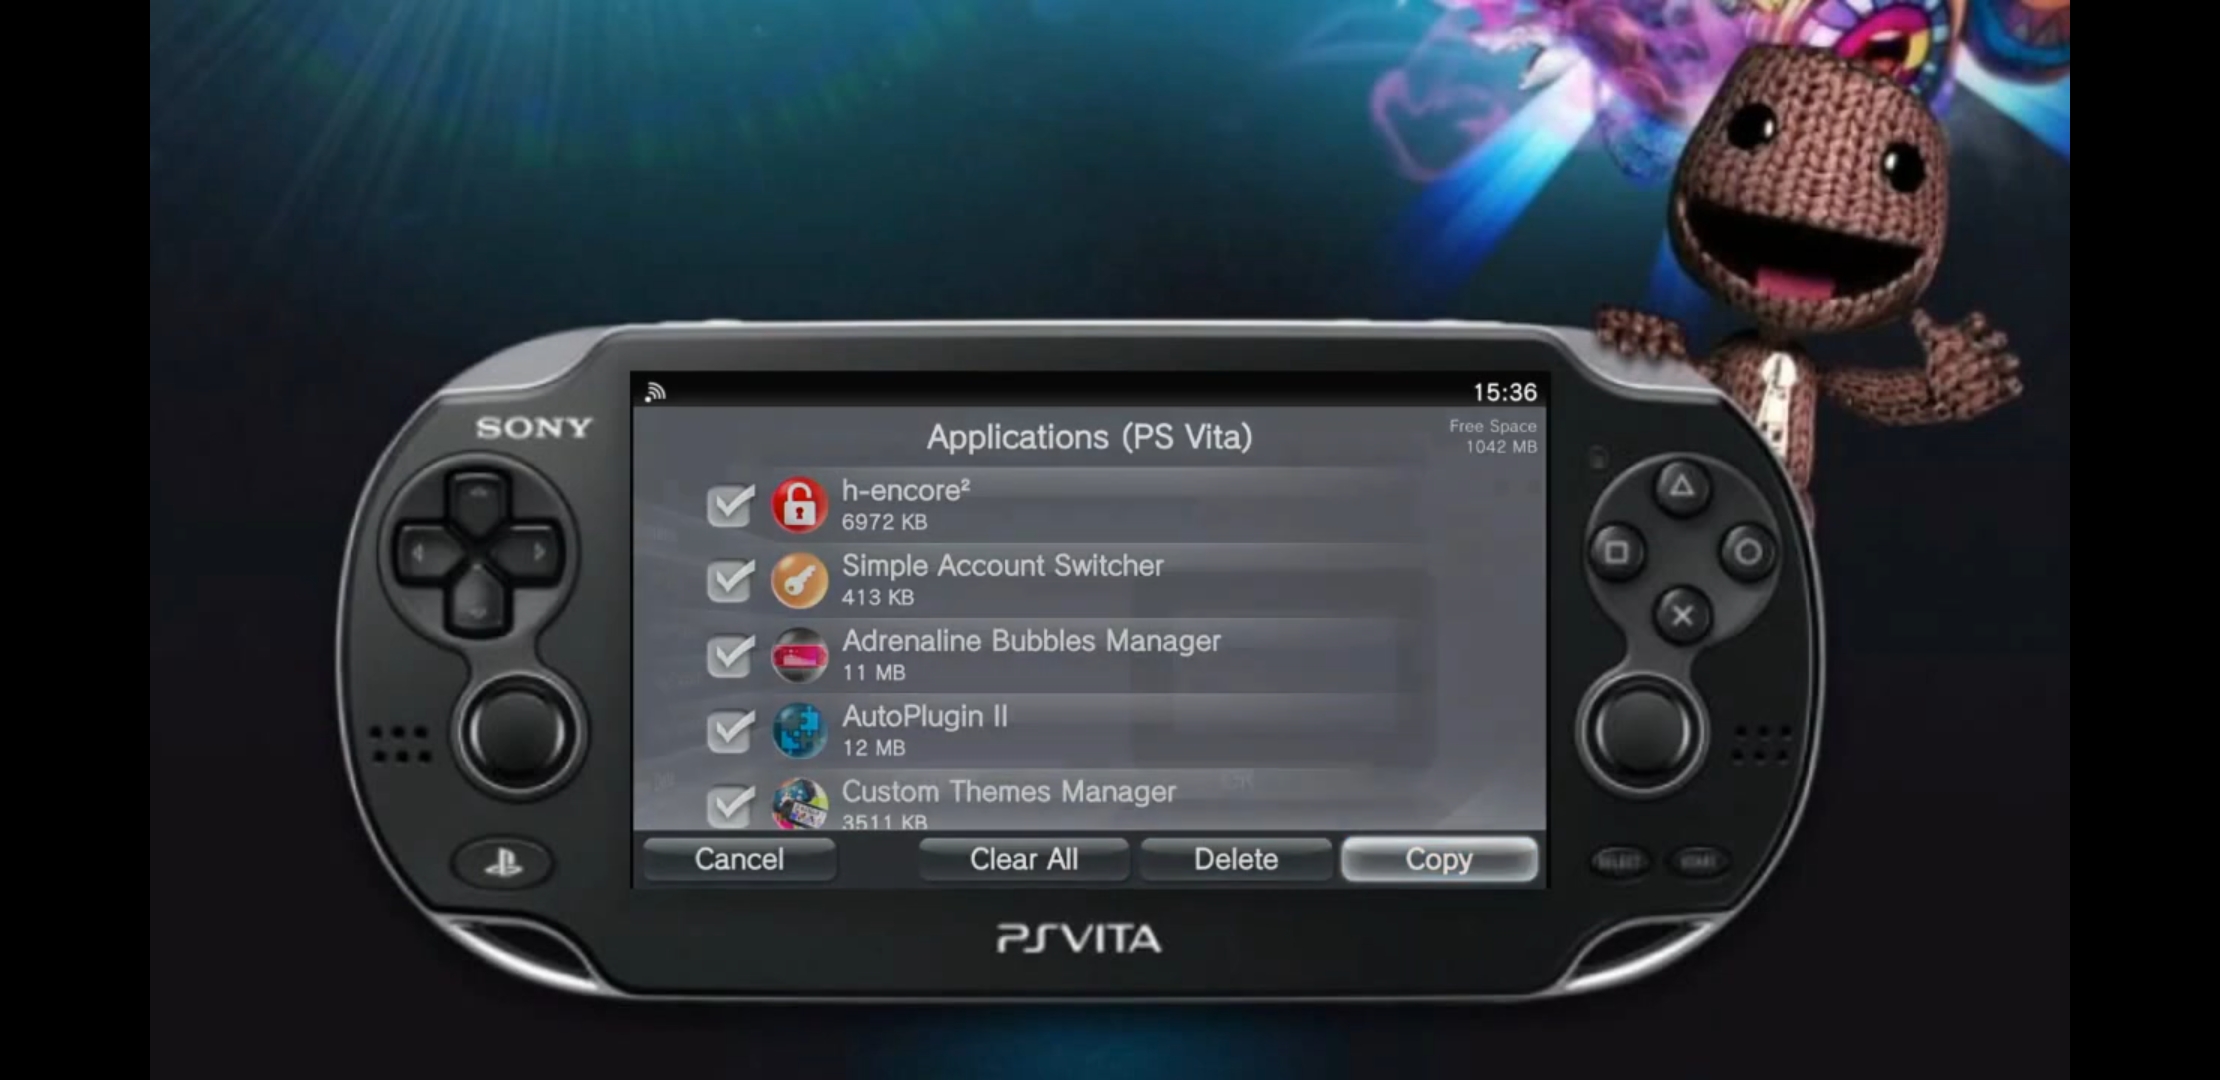 15:36
SONY
Applications (PS Vita)
Free Space
1042 MB
h-encore²
6972 KB
Simple Account Switcher
413 KB
Adrenaline Bubbles Manager
11 MB
AutoPlugin II
12 MB
Custom Themes Manager
3511 KB
Cancel
Clear All
Delete
Copy
SELECT
START
PSVITA